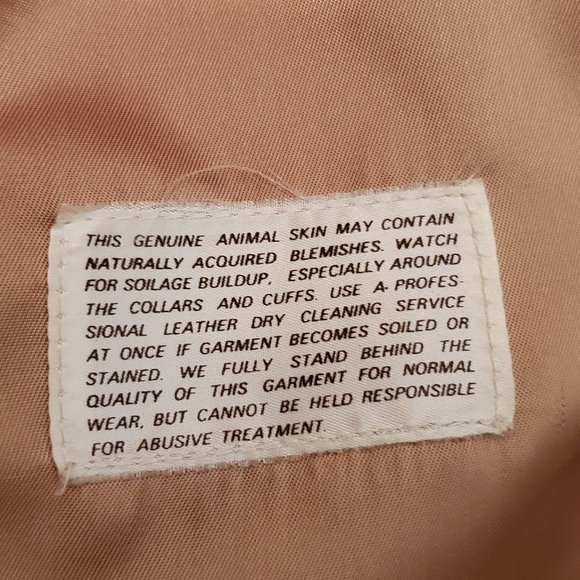 THIS GENUINE ANIMAL SKIN MAY CONTAIN
NATURALLY ACQUIRED BLEMISHES. WATCH
FOR SOILAGE BUILDUP, ESPECIALLY AROUND
THE COLLARS AND CUFFS. USE A- PROFES-
SIONAL LEATHER DRY CLEANING SERVICE
AT ONCE IF GARMENT BECOMES SOILED OR
STAINED. WE FULLY STAND BEHIND THE
QUALITY OF THIS GARMENT FOR NORMAL
WEAR, BUT CANNOT BE HELD RESPONSIBLE
FOR ABUSIVE TREATMENT.